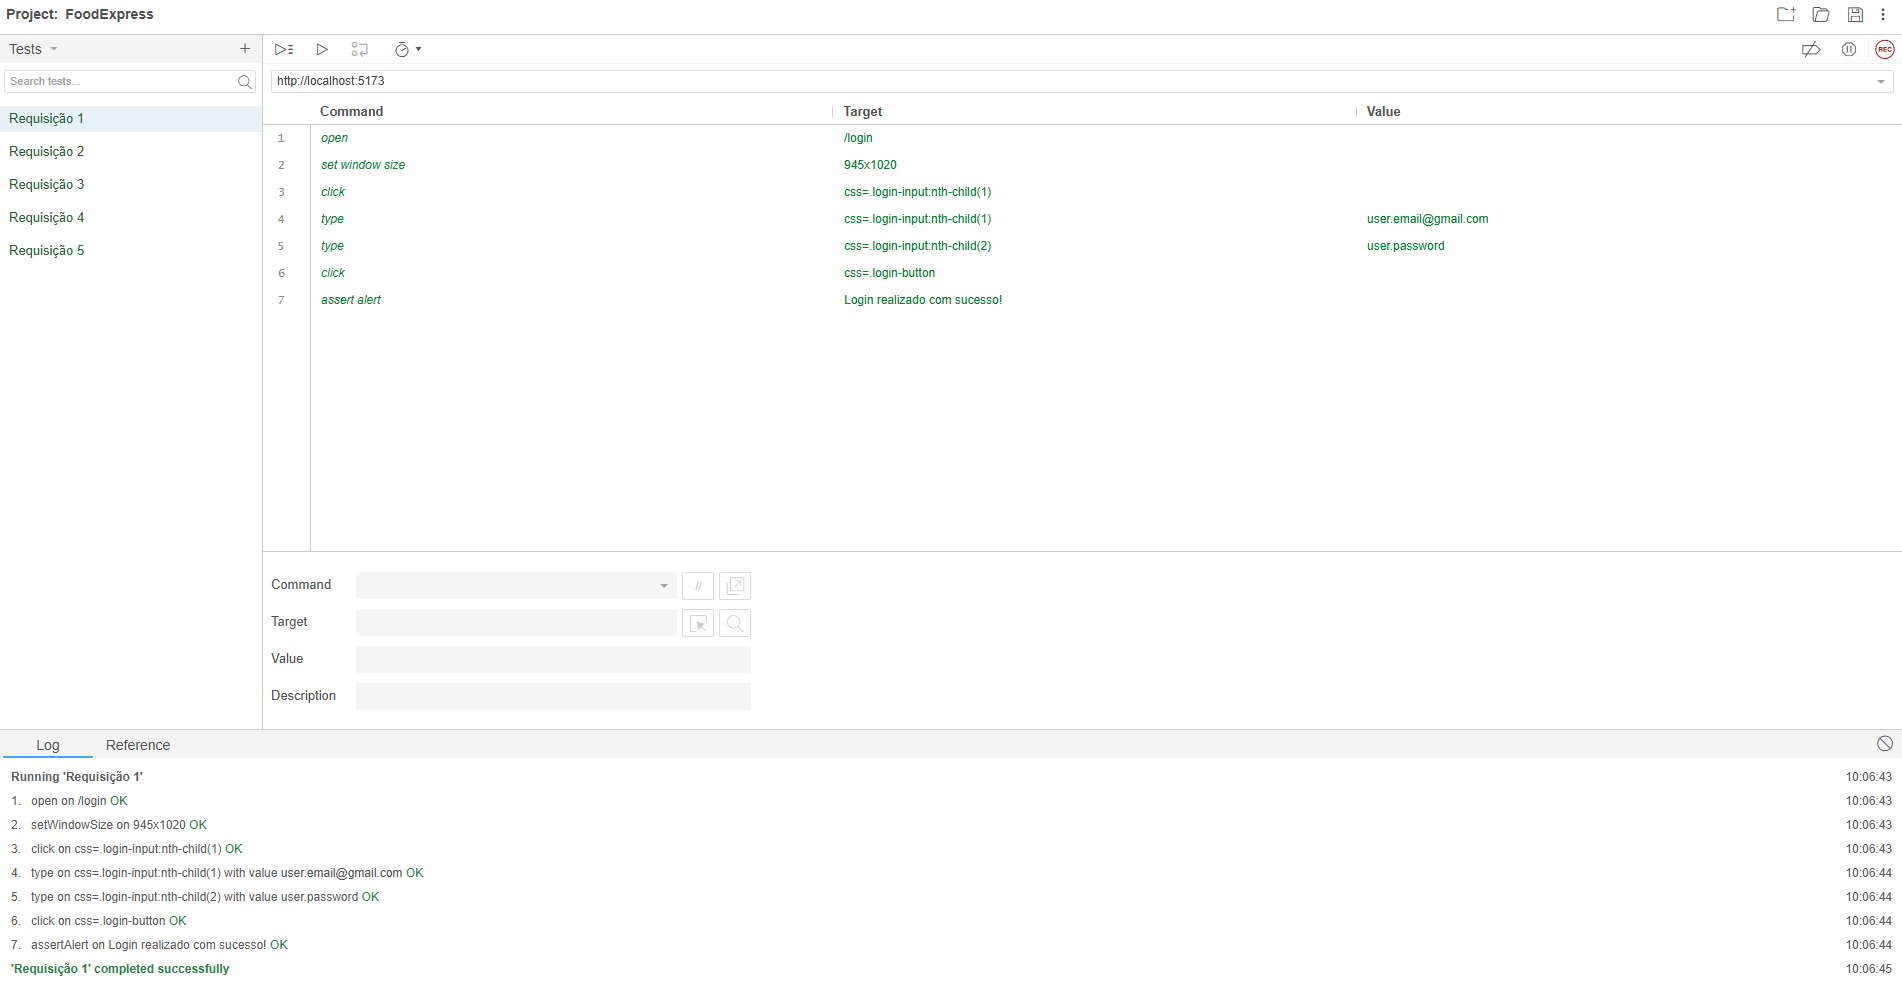 Project: FoodExpress
Tests
Search tests...
Requisição 1
Requisição 2
Requisição 3
Requisição 4
Requisição 5
REC
http://localhost:5173
Command Target Value
1 open /login
2 set window size 945x1020
3 click css=.login-input:nth-child(1)
4 type css=.login-input:nth-child(1) user.email@gmail.com
5 type css=.login-input:nth-child(2) user.password
6 click css=.login-button
7 assert alert Login realizado com sucesso!
Command //
Target
Value
Description
Log Reference
Running 'Requisição 1' 10:06:43
1. open on /login OK 10:06:43
2. setWindowSize on 945x1020 OK 10:06:43
3. click on css=.login-input:nth-child(1) OK 10:06:43
4. type on css=.login-input:nth-child(1) with value user.email@gmail.com OK 10:06:44
5. type on css=.login-input:nth-child(2) with value user.password OK 10:06:44
6. click on css=.login-button OK 10:06:44
7. assertAlert on Login realizado com sucesso! OK 10:06:44
'Requisição 1' completed successfully 10:06:45